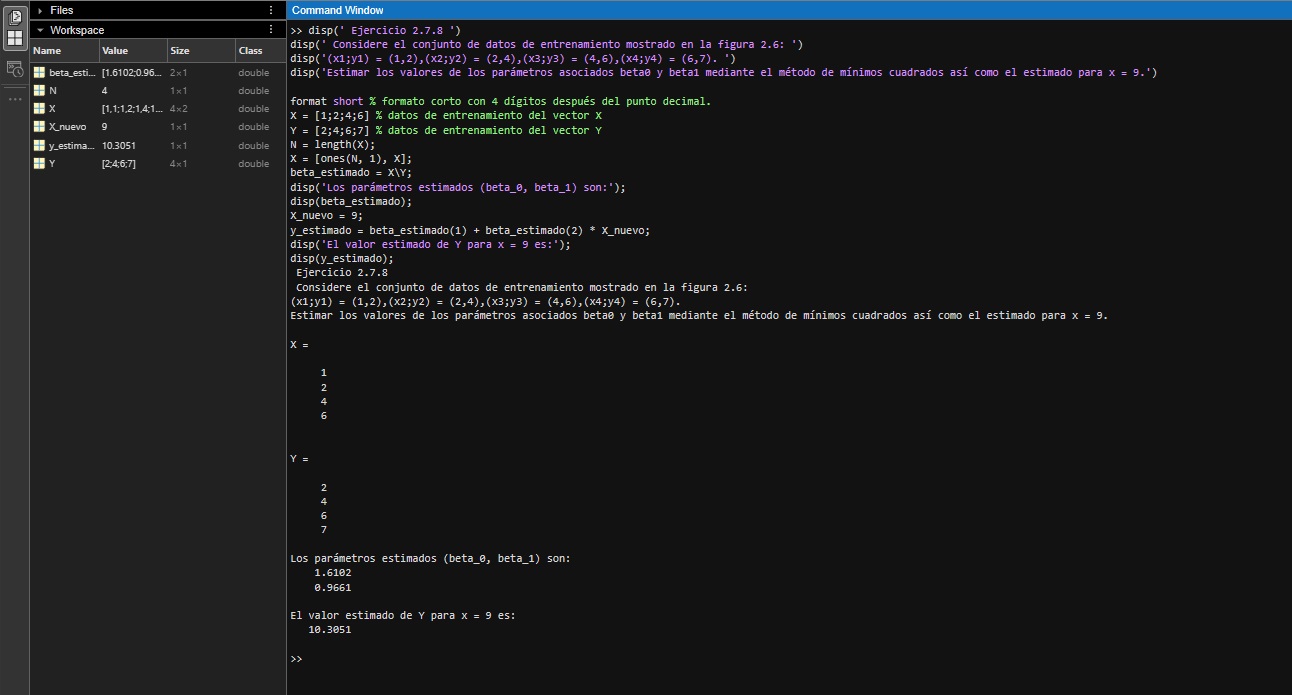 Files
Workspace
Name Value Size Class
beta_esti... [1.6102;0.96... 2×1 double
N 4 1×1 double
X [1,1;1,2;1,4;1... 4×2 double
X_nuevo 9 1×1 double
y_estima... 10.3051 1×1 double
Y [2;4;6;7] 4×1 double
Command Window
>> disp(' Ejercicio 2.7.8 ')
disp(' Considere el conjunto de datos de entrenamiento mostrado en la figura 2.6: ')
disp('(x1;y1) = (1,2),(x2;y2) = (2,4),(x3;y3) = (4,6),(x4;y4) = (6,7). ')
disp('Estimar los valores de los parámetros asociados beta0 y beta1 mediante el método de mínimos cuadrados así como el estimado para x = 9.')
format short % formato corto con 4 dígitos después del punto decimal.
X = [1;2;4;6] % datos de entrenamiento del vector X
Y = [2;4;6;7] % datos de entrenamiento del vector Y
N = length(X);
X = [ones(N, 1), X];
beta_estimado = X\Y;
disp('Los parámetros estimados (beta_0, beta_1) son:');
disp(beta_estimado);
X_nuevo = 9;
y_estimado = beta_estimado(1) + beta_estimado(2) * X_nuevo;
disp('El valor estimado de Y para x = 9 es:');
disp(y_estimado);
Ejercicio 2.7.8
Considere el conjunto de datos de entrenamiento mostrado en la figura 2.6:
(x1;y1) = (1,2),(x2;y2) = (2,4),(x3;y3) = (4,6),(x4;y4) = (6,7).
Estimar los valores de los parámetros asociados beta0 y beta1 mediante el método de mínimos cuadrados así como el estimado para x = 9.
X =
1
2
4
6
Y =
2
4
6
7
Los parámetros estimados (beta_0, beta_1) son:
1.6102
0.9661
El valor estimado de Y para x = 9 es:
10.3051
>>